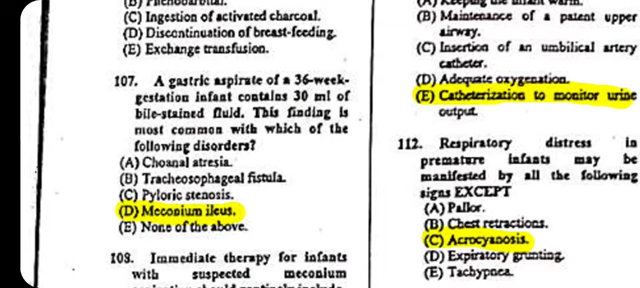 (B) Phenobarbital.
(C) Ingestion of activated charcoal.
(D) Discontinuation of breast-feeding.
(E) Exchange transfusion.
107. A gastric aspirate of a 36-week-
gestation infant contains 30 ml of
bile-stained fluid. This finding is
most common with which of the
following disorders?
(A) Choanal atresia.
(B) Tracheosophageal fistula.
(C) Pyloric stenosis.
(D) Meconium ileus.
(E) None of the above.
108. Immediate therapy for infants
with suspected meconium
(A) Keeping the infant warm.
(B) Maintenance of a patent upper
airway.
(C) Insertion of an umbilical artery
catheter.
(D) Adequate oxygenation.
(E) Catheterization to monitor urine
output.
112. Respiratory distress in
premature infants may be
manifested by all the following
signs EXCEPT
(A) Pallor.
(B) Chest retractions.
(C) Acrocyanosis.
(D) Expiratory grunting.
(E) Tachypnea.